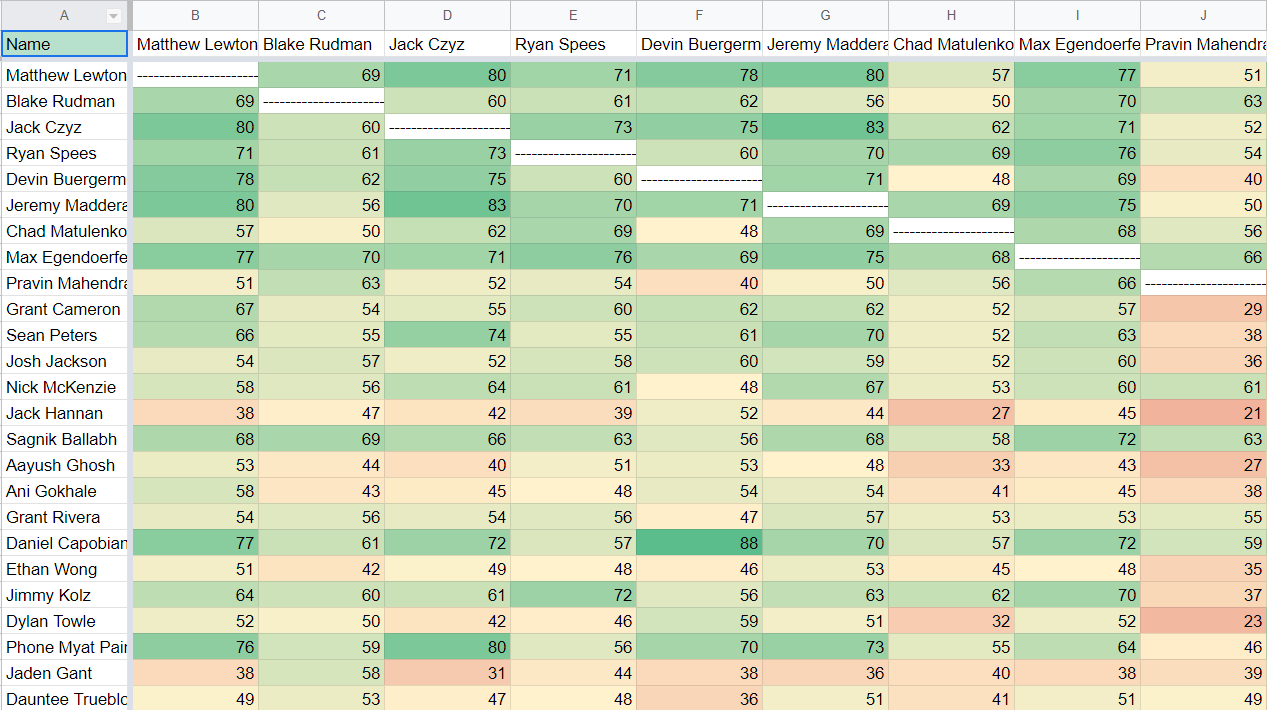 A B C D E F G H I J
Name Matthew Lewton Blake Rudman Jack Czyz Ryan Spees Devin Buergerm Jeremy Maddera Chad Matulenko Max Egendoerfe Pravin Mahendra
Matthew Lewton ---------------------- 69 80 71 78 80 57 77 51
Blake Rudman 69 ---------------------- 60 61 62 56 50 70 63
Jack Czyz 80 60 ---------------------- 73 75 83 62 71 52
Ryan Spees 71 61 73 ---------------------- 60 70 69 76 54
Devin Buergerm 78 62 75 60 ---------------------- 71 48 69 40
Jeremy Maddera 80 56 83 70 71 ---------------------- 69 75 50
Chad Matulenko 57 50 62 69 48 69 ---------------------- 68 56
Max Egendoerfe 77 70 71 76 69 75 68 ---------------------- 66
Pravin Mahendra 51 63 52 54 40 50 56 66 ----------------------
Grant Cameron 67 54 55 60 62 62 52 57 29
Sean Peters 66 55 74 55 61 70 52 63 38
Josh Jackson 54 57 52 58 60 59 52 60 36
Nick McKenzie 58 56 64 61 48 67 53 60 61
Jack Hannan 38 47 42 39 52 44 27 45 21
Sagnik Ballabh 68 69 66 63 56 68 58 72 63
Aayush Ghosh 53 44 40 51 53 48 33 43 27
Ani Gokhale 58 43 45 48 54 54 41 45 38
Grant Rivera 54 56 54 56 47 57 53 53 55
Daniel Capobian 77 61 72 57 88 70 57 72 59
Ethan Wong 51 42 49 48 46 53 45 48 35
Jimmy Kolz 64 60 61 72 56 63 62 70 37
Dylan Towle 52 50 42 46 59 51 32 52 23
Phone Myat Pain 76 59 80 56 70 73 55 64 46
Jaden Gant 38 58 31 44 38 36 40 38 39
Dauntee Trueblo 49 53 47 48 36 51 41 51 49